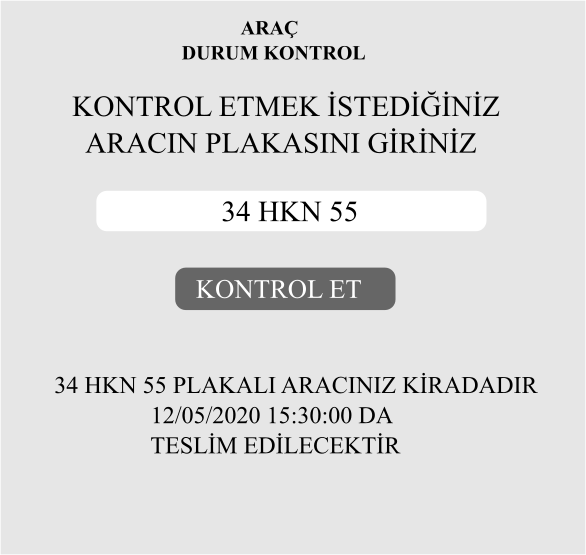 ARAÇ
DURUM KONTROL
KONTROL ETMEK İSTEDİĞİNİZ
ARACIN PLAKASINI GİRİNİZ
34 HKN 55
KONTROL ET
34 HKN 55 PLAKALI ARACINIZ KİRADADIR
12/05/2020 15:30:00 DA
TESLİM EDİLECEKTİR